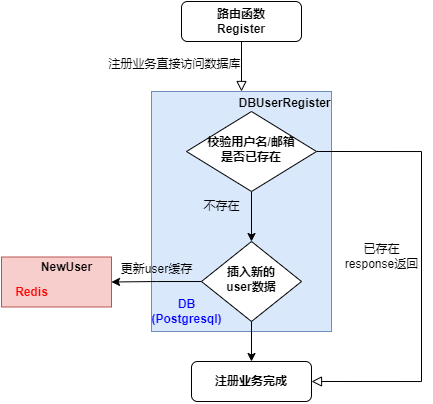 路由函数
Register
注册业务直接访问数据库
DBUserRegister
校验用户名/邮箱
是否已存在
不存在
已存在
response返回
NewUser
更新user缓存
插入新的
user数据
Redis
DB
(Postgresql)
注册业务完成